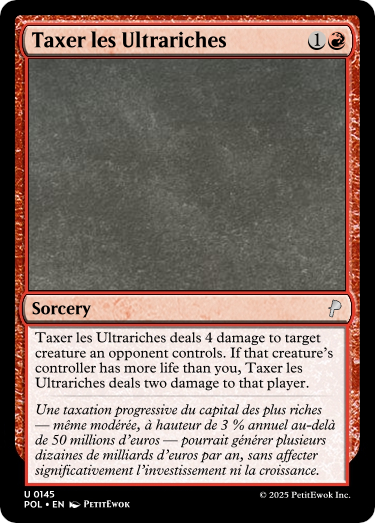 Taxer les Ultrariches 1
Sorcery
Taxer les Ultrariches deals 4 damage to target
creature an opponent controls. If that creature's
controller has more life than you, Taxer les
Ultrariches deals two damage to that player.
Une taxation progressive du capital des plus riches
— même modérée, à hauteur de 3 % annuel au-delà
de 50 millions d'euros — pourrait générer plusieurs
dizaines de milliards d'euros par an, sans affecter
significativement l'investissement ni la croissance.
U 0145
POL • EN PetitEwok
© 2025 PetitEwok Inc.